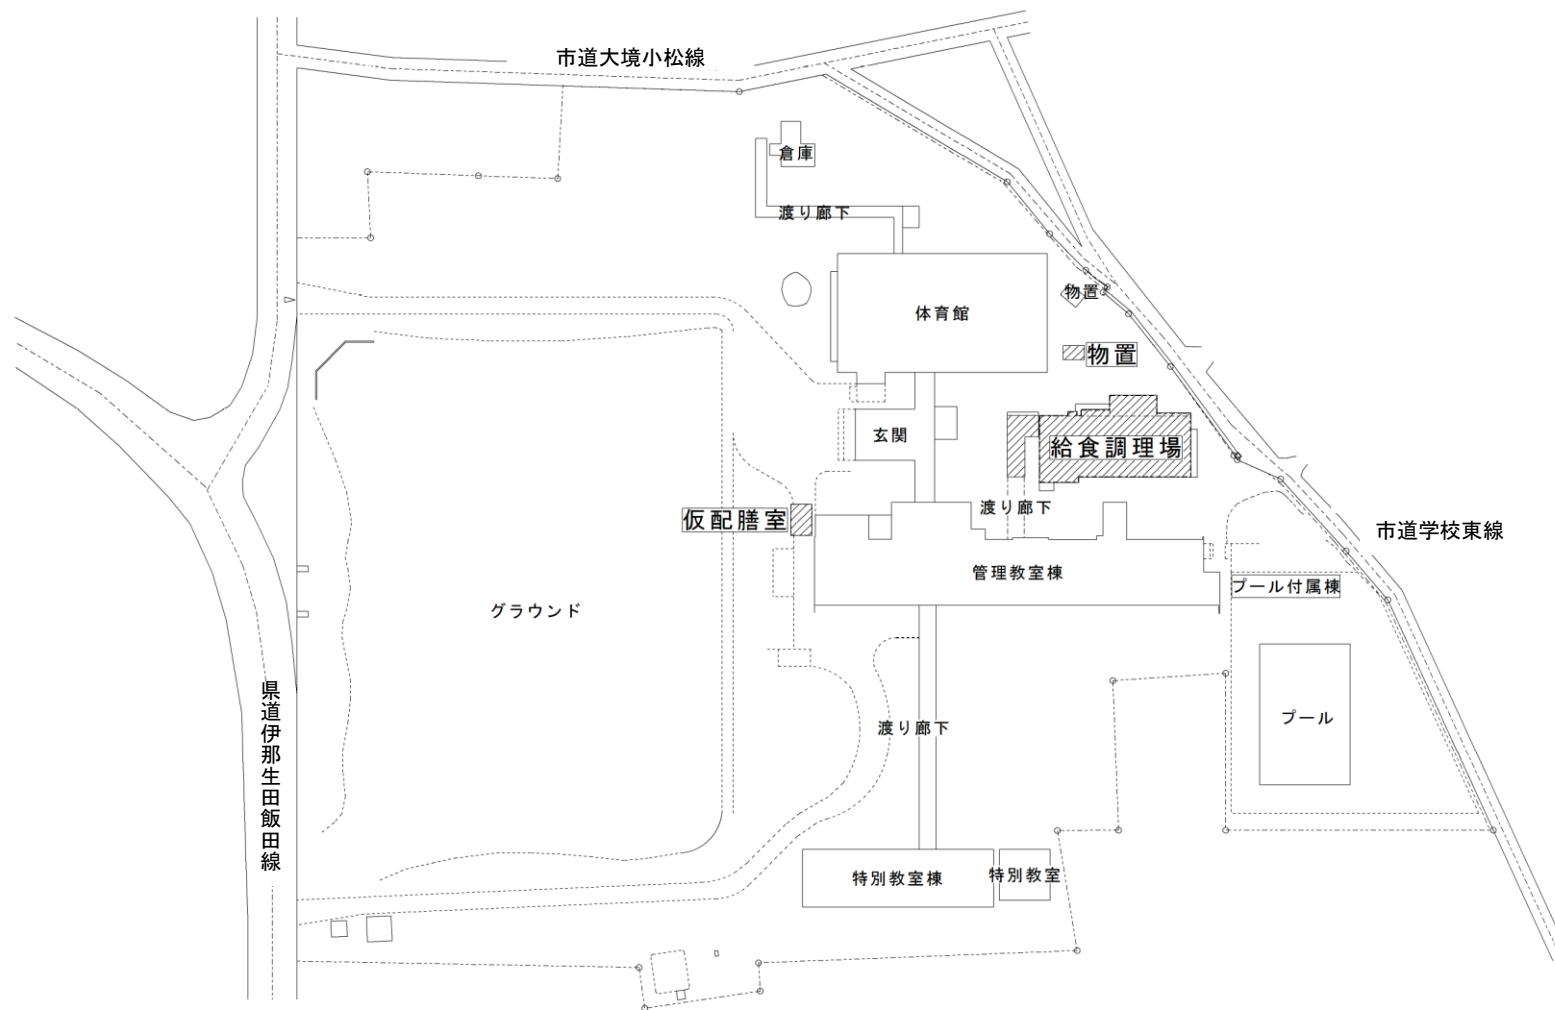 市道大境小松線
倉庫
渡り廊下
物置
体育館
物置
玄関
給食調理場
渡り廊下
仮配膳室
市道学校東線
管理教室棟
プール付属棟
グラウンド
県道伊那生田飯田線
プール
渡り廊下
特別教室棟
特別教室